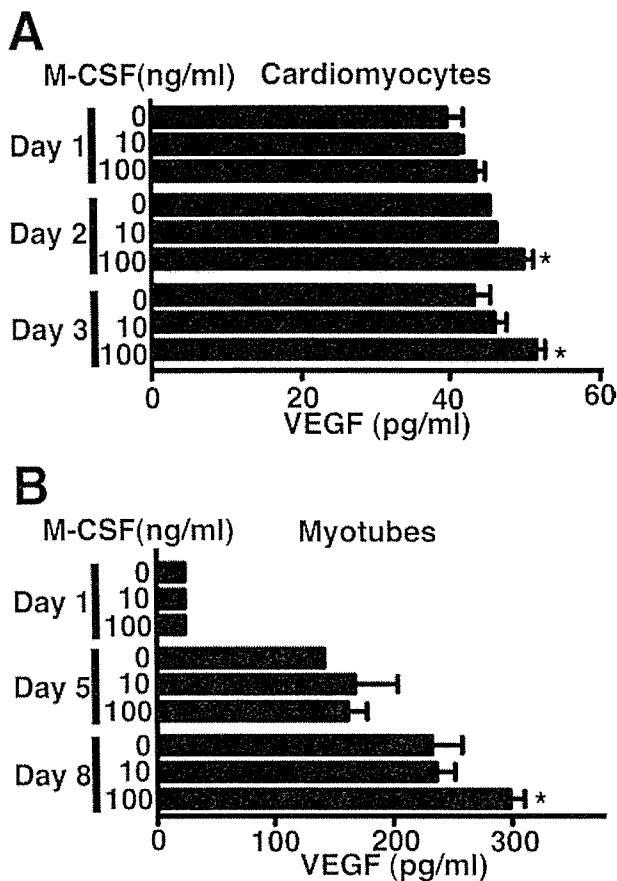 A
M-CSF(ng/ml) Cardiomyocytes
0
Day 1 10
100
0
Day 2 10
100 *
0
Day 3 10
100 *
0 20 40 60
VEGF (pg/ml)
B
M-CSF(ng/ml) Myotubes
0
Day 1 10
100
0
Day 5 10
100
0
Day 8 10
100 *
0 100 200 300
VEGF (pg/ml)